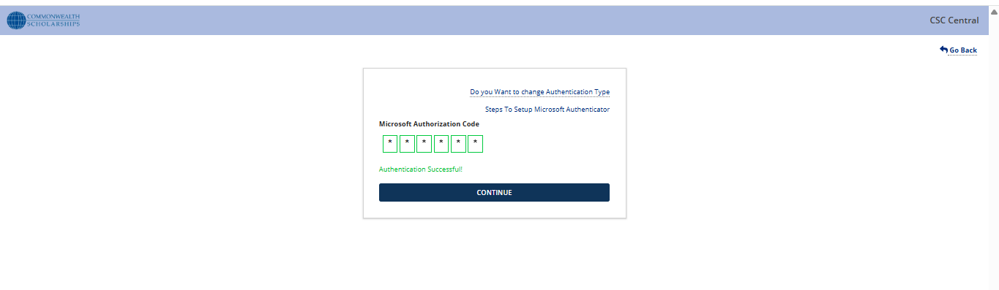 COMMONWEALTH
SCHOLARSHIPS
CSC Central
Go Back
Do you Want to change Authentication Type
Steps To Setup Microsoft Authenticator
Microsoft Authorization Code
* * * * * *
Authentication Successful!
CONTINUE